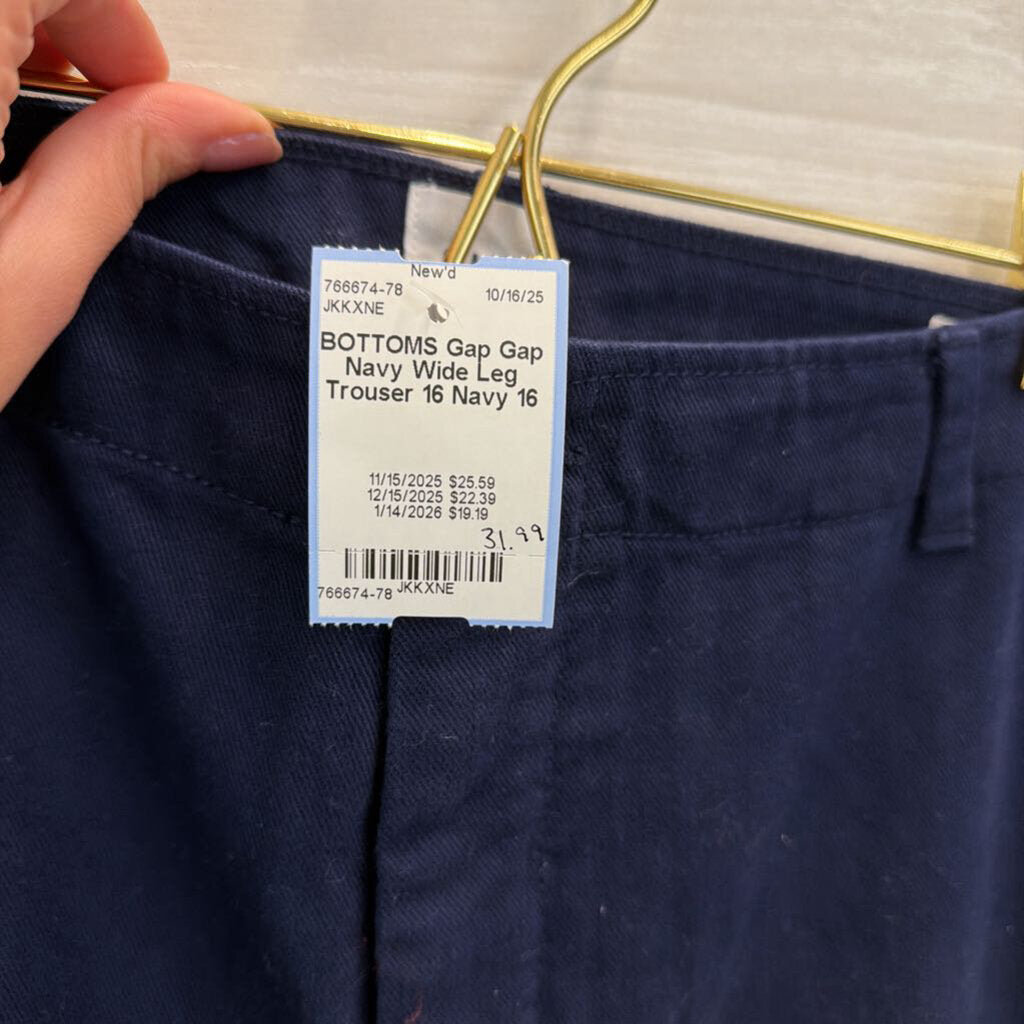 New'd
766674-78 10/16/25
JKKXNE
BOTTOMS Gap Gap
Navy Wide Leg
Trouser 16 Navy 16
11/15/2025 $25.59
12/15/2025 $22.39
1/14/2026 $19.19
31.99
766674-78 JKKXNE